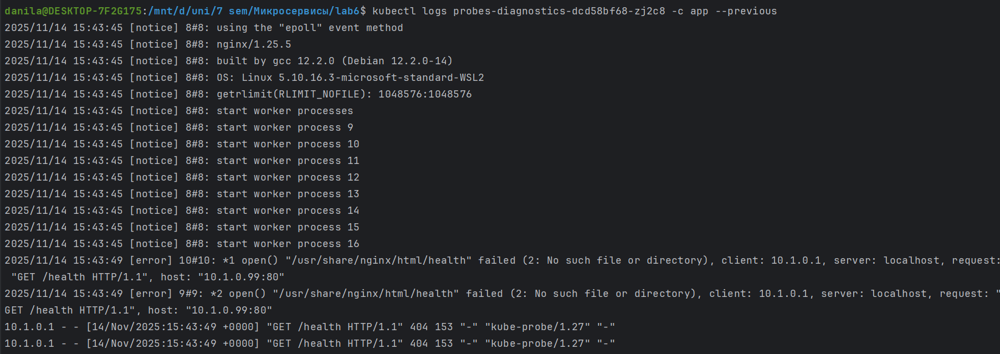 danila@DESKTOP-7F2G175:/mnt/d/uni/7 sem/Микросервисы/lab6$ kubectl logs probes-diagnostics-dcd58bf68-zj2c8 -c app --previous
2025/11/14 15:43:45 [notice] 8#8: using the "epoll" event method
2025/11/14 15:43:45 [notice] 8#8: nginx/1.25.5
2025/11/14 15:43:45 [notice] 8#8: built by gcc 12.2.0 (Debian 12.2.0-14)
2025/11/14 15:43:45 [notice] 8#8: OS: Linux 5.10.16.3-microsoft-standard-WSL2
2025/11/14 15:43:45 [notice] 8#8: getrlimit(RLIMIT_NOFILE): 1048576:1048576
2025/11/14 15:43:45 [notice] 8#8: start worker processes
2025/11/14 15:43:45 [notice] 8#8: start worker process 9
2025/11/14 15:43:45 [notice] 8#8: start worker process 10
2025/11/14 15:43:45 [notice] 8#8: start worker process 11
2025/11/14 15:43:45 [notice] 8#8: start worker process 12
2025/11/14 15:43:45 [notice] 8#8: start worker process 13
2025/11/14 15:43:45 [notice] 8#8: start worker process 14
2025/11/14 15:43:45 [notice] 8#8: start worker process 15
2025/11/14 15:43:45 [notice] 8#8: start worker process 16
2025/11/14 15:43:49 [error] 10#10: *1 open() "/usr/share/nginx/html/health" failed (2: No such file or directory), client: 10.1.0.1, server: localhost, request:
"GET /health HTTP/1.1", host: "10.1.0.99:80"
2025/11/14 15:43:49 [error] 9#9: *2 open() "/usr/share/nginx/html/health" failed (2: No such file or directory), client: 10.1.0.1, server: localhost, request: "
GET /health HTTP/1.1", host: "10.1.0.99:80"
10.1.0.1 - - [14/Nov/2025:15:43:49 +0000] "GET /health HTTP/1.1" 404 153 "-" "kube-probe/1.27" "-"
10.1.0.1 - - [14/Nov/2025:15:43:49 +0000] "GET /health HTTP/1.1" 404 153 "-" "kube-probe/1.27" "-"